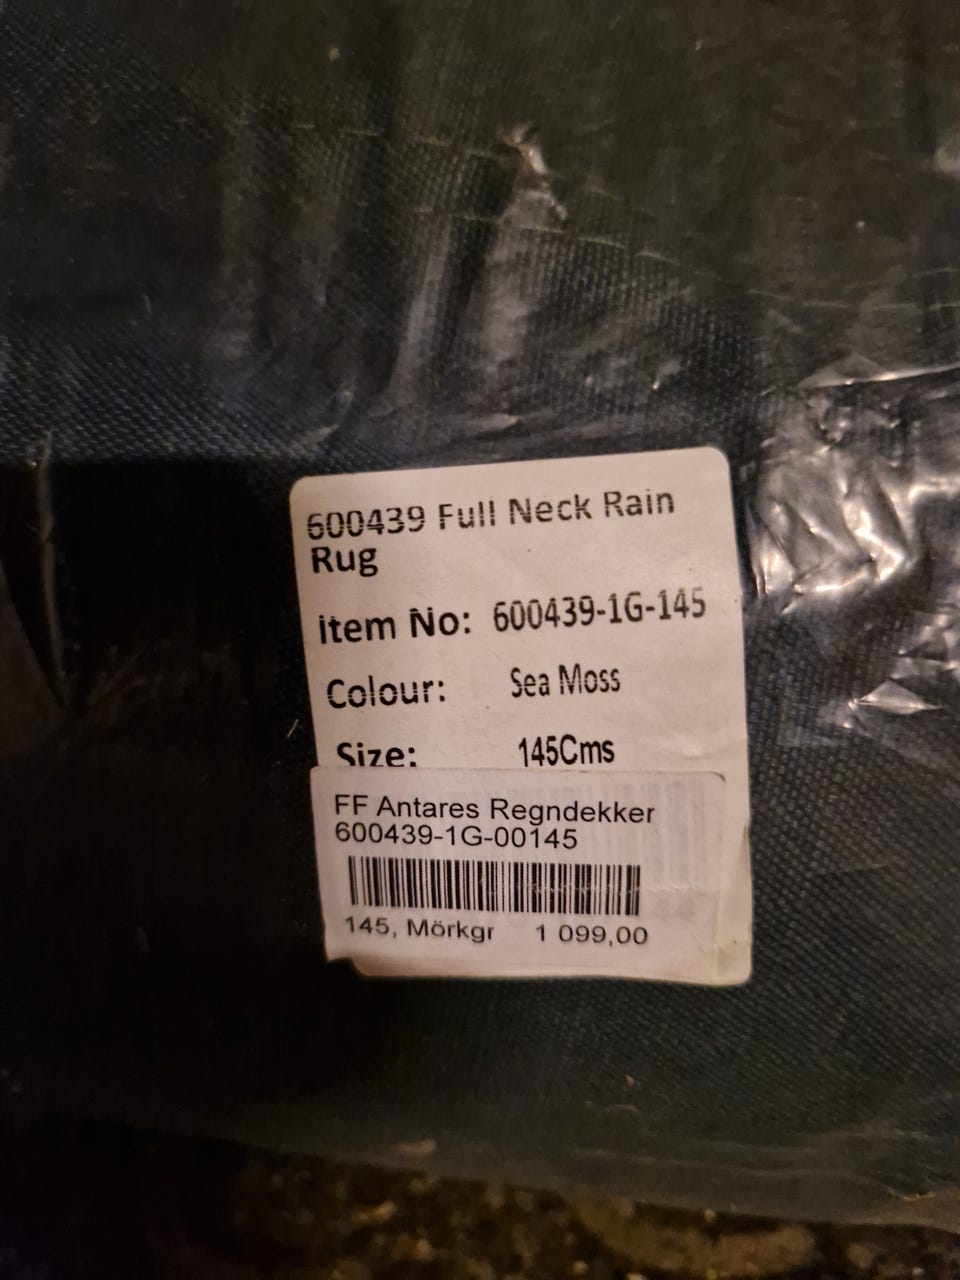 600439 Full Neck Rain
Rug
Item No: 600439-1G-145
Colour: Sea Moss
Size: 145Cms
FF Antares Regndekker
600439-1G-00145
145, Mörkgr 1 099,00